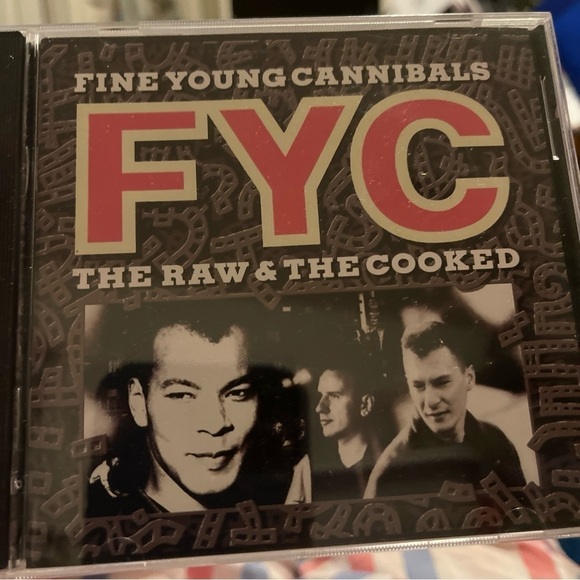 FINE YOUNG CANNIBALS
FYC
THE RAW & THE COOKED